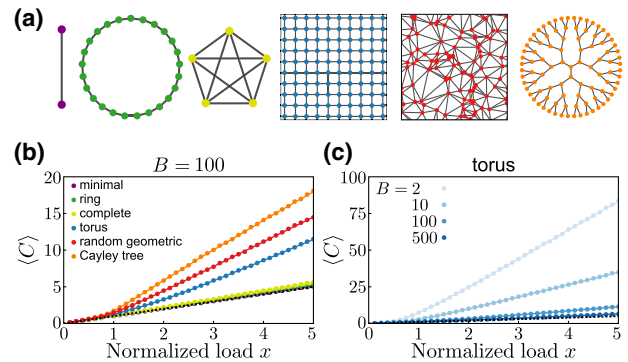 (a)
(b)
B = 100
20
15
10
5
0
⟨C⟩
minimal
ring
complete
torus
random geometric
Cayley tree
0 1 2 3 4 5
Normalized load x
(c)
torus
100
75
50
25
0
⟨C⟩
B = 2
10
100
500
0 1 2 3 4 5
Normalized load x